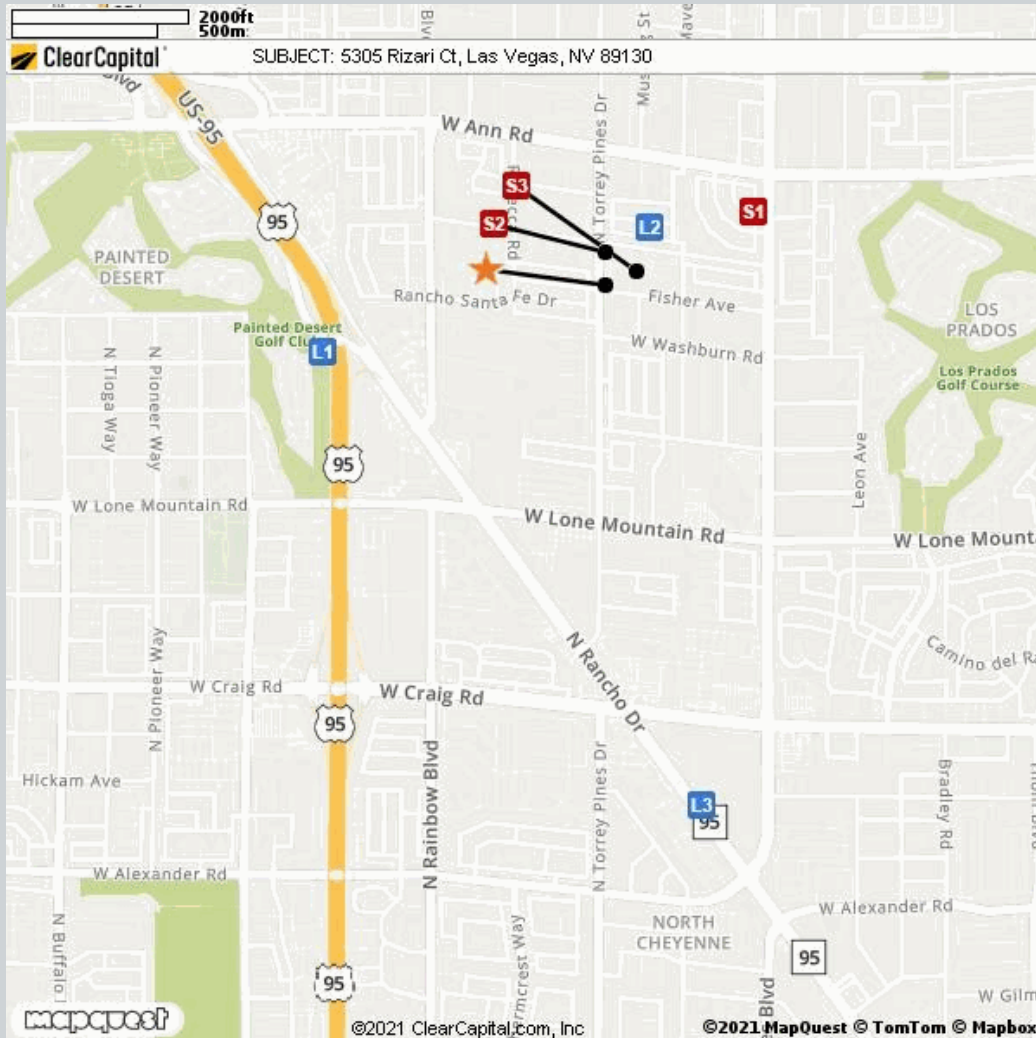 2000ft
500m
ClearCapital
SUBJECT: 5305 Rizari Ct, Las Vegas, NV 89130
Blvd
US-95
W Ann Rd
N Torrey Pines Dr
S3
S2
S1
L2
95
Rd
PAINTED
DESERT
Rancho Santa Fe Dr
Fisher Ave
LOS
PRADOS
Painted Desert
Golf
L1
W Washburn Rd
Los Prados
Golf Course
N Tioga Way
N Pioneer Way
95
Leon Ave
W Lone Mountain Rd
W Lone Mountain Rd
W Lone
N Rancho Dr
Camino del
W Craig Rd
W Craig Rd
N Pioneer Way
95
Hickam Ave
N Rainbow Blvd
N Torrey Pines Dr
Bradley Rd
L3
95
W Alexander Rd
W Alexander Rd
N Buffalo
NORTH
CHEYENNE
Way
95
95
Blvd
mapquest
©2021 ClearCapital.com, Inc
©2021 MapQuest © TomTom © Mapbox